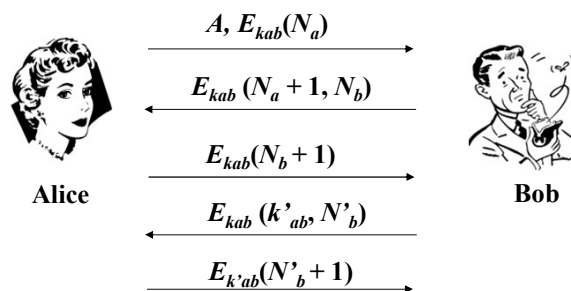 A, Ekab(Na)
Ekab (Na + 1, Nb)
Ekab(Nb + 1)
Alice
Bob
Ekab (k’ab, N’b)
Ek’ab(N’b + 1)